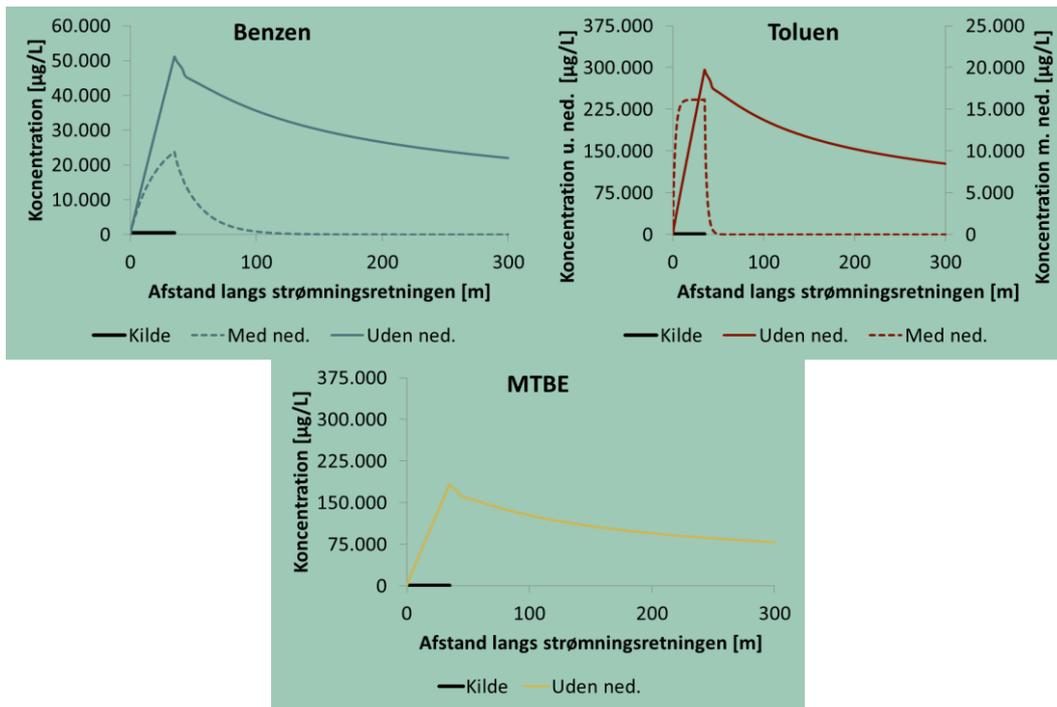 Benzen
Kocnentration [µg/L]
60.000
50.000
40.000
30.000
20.000
10.000
0
0 100 200 300
Afstand langs strømningsretningen [m]
Kilde Med ned. Uden ned.
Toluen
Koncentration u. ned. [µg/L]
375.000
300.000
225.000
150.000
75.000
0
25.000
20.000
15.000
10.000
5.000
0
Koncentration m. ned. [µg/L]
0 100 200 300
Afstand langs strømningsretningen [m]
Kilde Uden ned. Med ned.
MTBE
Koncentration [µg/L]
375.000
300.000
225.000
150.000
75.000
0
0 100 200 300
Afstand langs strømningsretningen [m]
Kilde Uden ned.